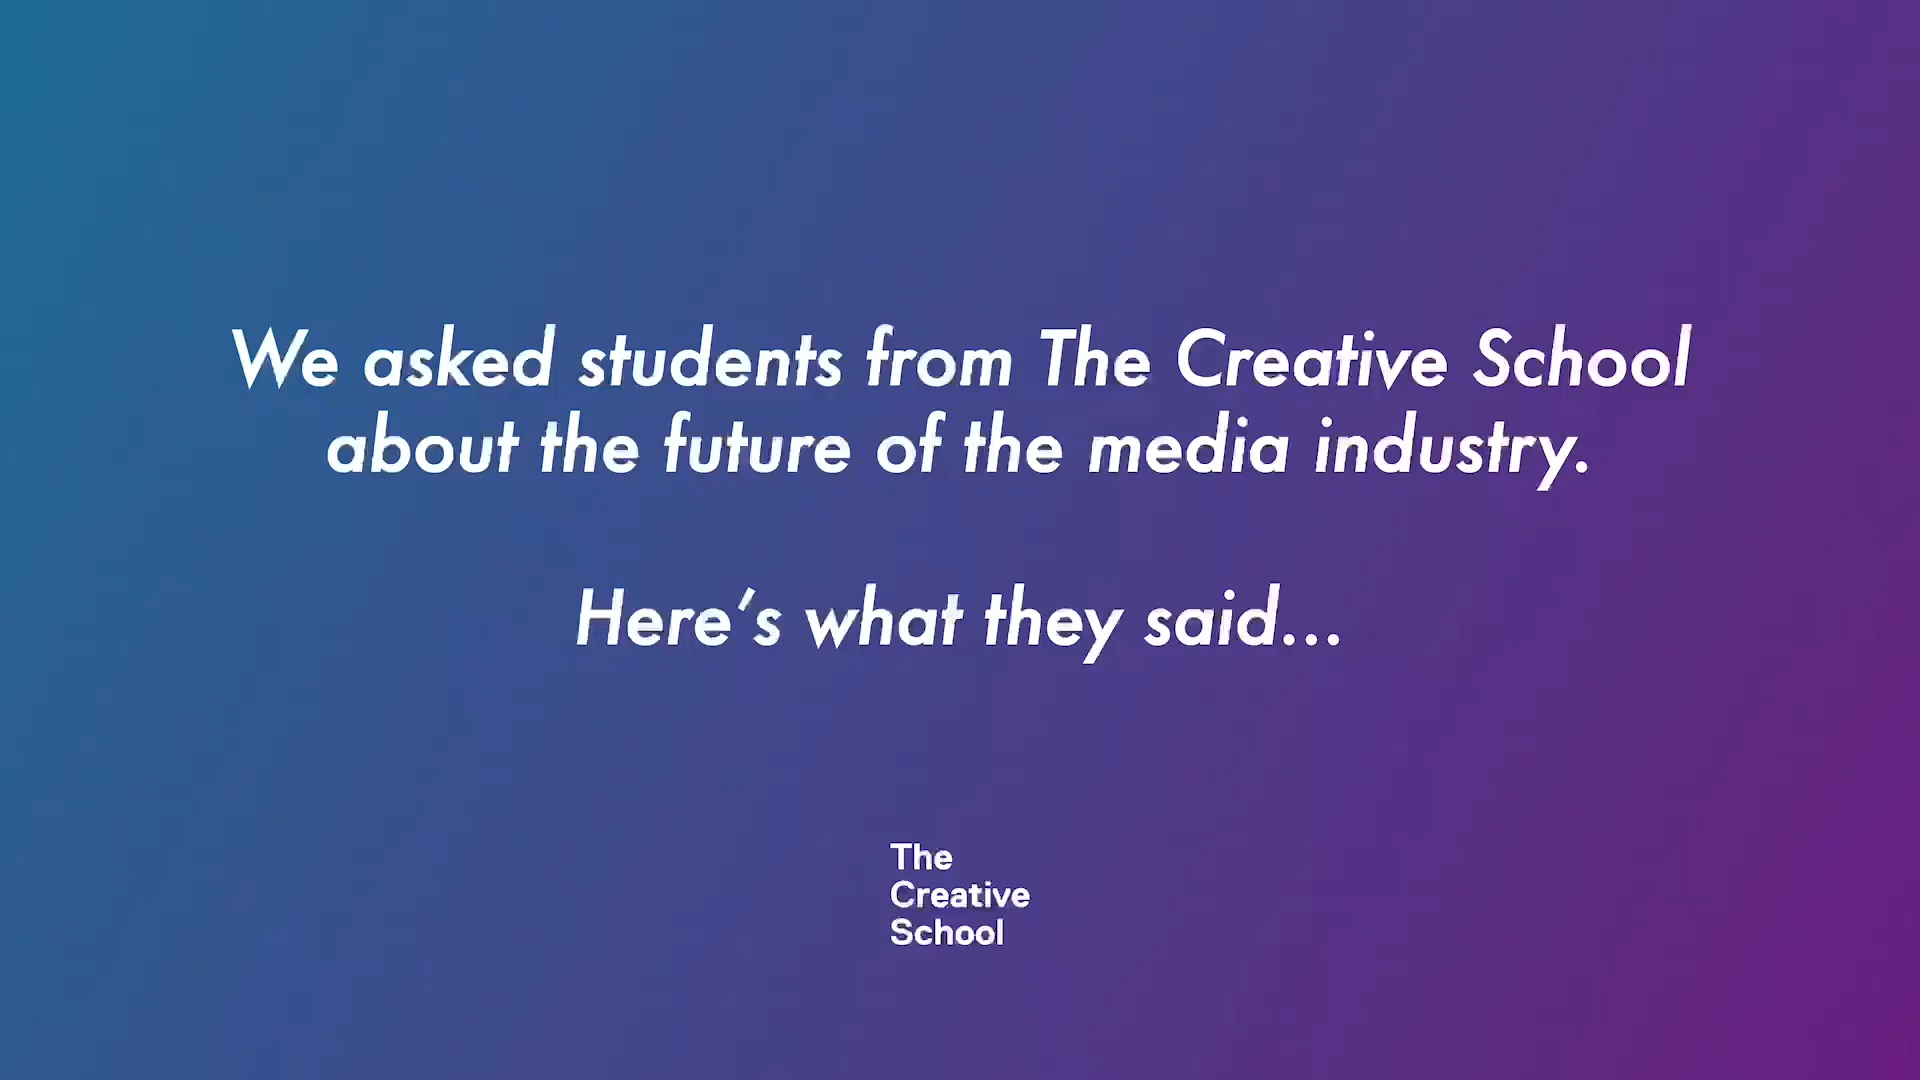 We asked students from The Creative School
about the future of the media industry.
Here’s what they said...
The
Creative
School